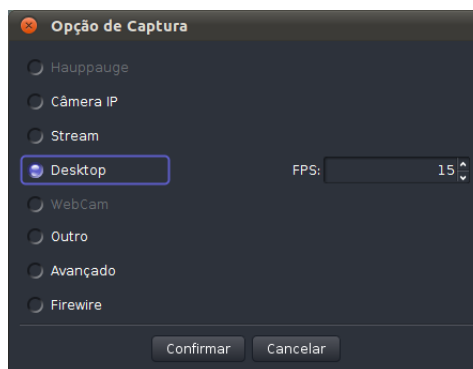 Opção de Captura
Hauppauge
Câmera IP
Stream
Desktop FPS: 15
WebCam
Outro
Avançado
Firewire
Confirmar Cancelar